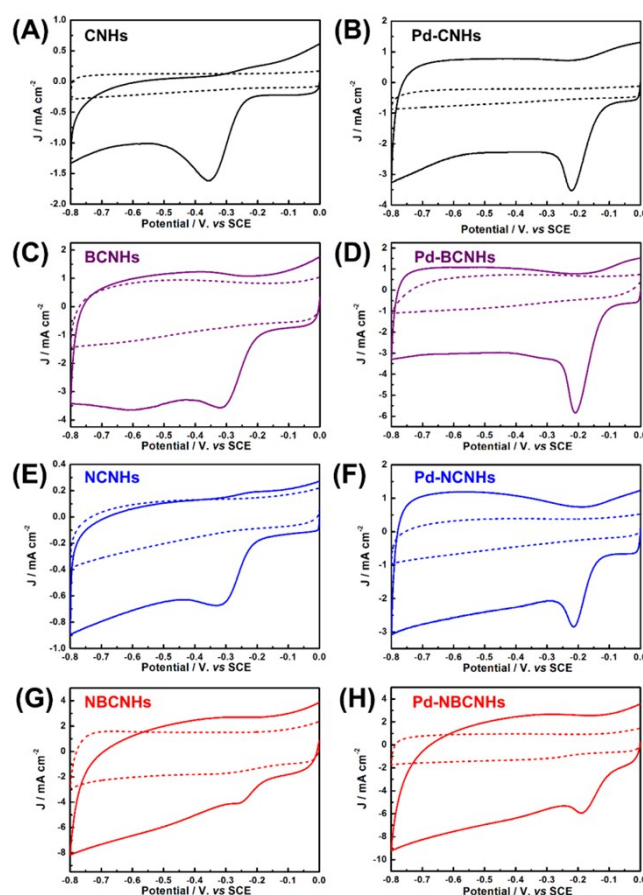 (A) CNHs
1.0
0.5
0.0
-0.5
-1.0
-1.5
-2.0
J / mA cm-2
-0.8 -0.7 -0.6 -0.5 -0.4 -0.3 -0.2 -0.1 0.0
Potential / V. vs SCE
(B) Pd-CNHs
2
1
0
-1
-2
-3
-4
J / mA cm-2
-0.8 -0.7 -0.6 -0.5 -0.4 -0.3 -0.2 -0.1 0.0
Potential / V. vs SCE
(C) BCNHs
2
1
0
-1
-2
-3
-4
J / mA cm-2
-0.8 -0.7 -0.6 -0.5 -0.4 -0.3 -0.2 -0.1 0.0
Potential / V. vs SCE
(D) Pd-BCNHs
2
1
0
-1
-2
-3
-4
-5
-6
J / mA cm-2
-0.8 -0.7 -0.6 -0.5 -0.4 -0.3 -0.2 -0.1 0.0
Potential / V. vs SCE
(E) NCNHs
0.4
0.2
0.0
-0.2
-0.4
-0.6
-0.8
-1.0
J / mA cm-2
-0.8 -0.7 -0.6 -0.5 -0.4 -0.3 -0.2 -0.1 0.0
Potential / V. vs SCE
(F) Pd-NCNHs
2
1
0
-1
-2
-3
J / mA cm-2
-0.8 -0.7 -0.6 -0.5 -0.4 -0.3 -0.2 -0.1 0.0
Potential / V. vs SCE
(G) NBCNHs
4
2
0
-2
-4
-6
-8
J / mA cm-2
-0.8 -0.7 -0.6 -0.5 -0.4 -0.3 -0.2 -0.1 0.0
Potential / V. vs SCE
(H) Pd-NBCNHs
4
2
0
-2
-4
-6
-8
-10
J / mA cm-2
-0.8 -0.7 -0.6 -0.5 -0.4 -0.3 -0.2 -0.1 0.0
Potential / V. vs SCE